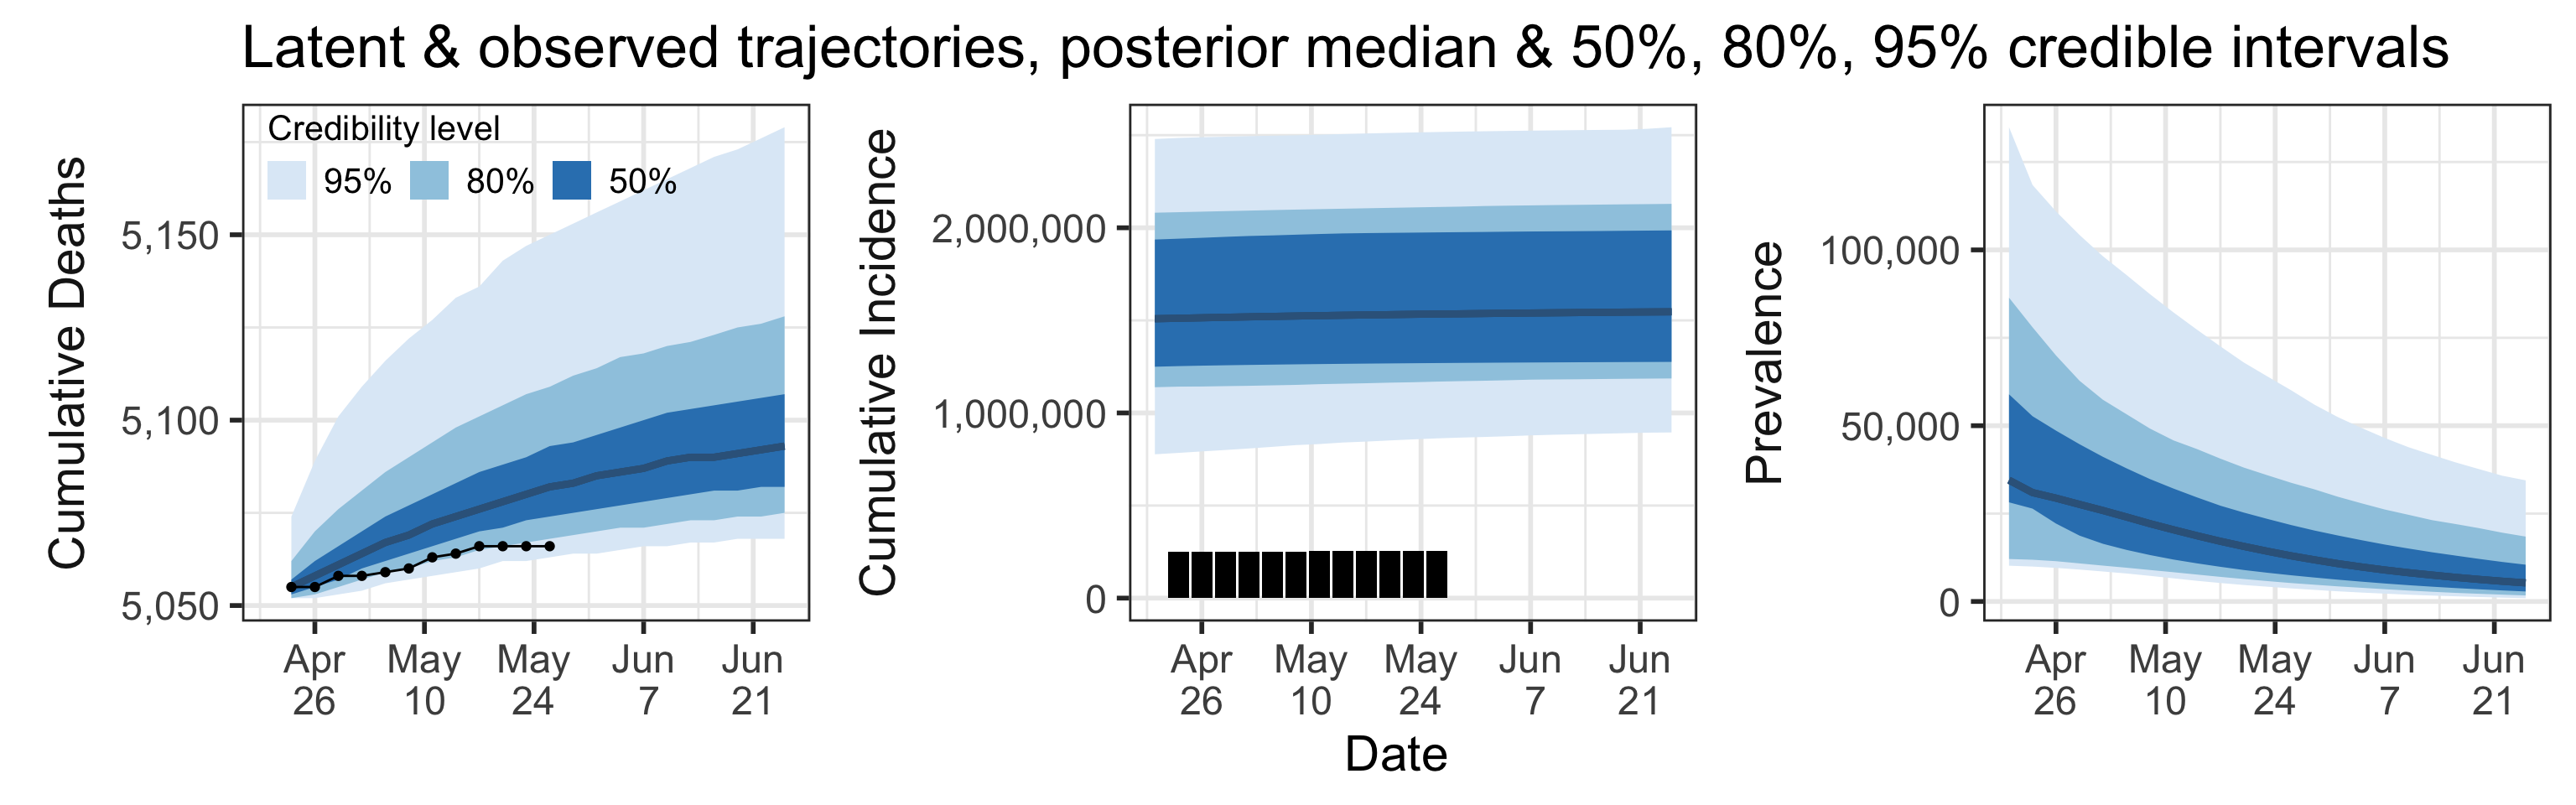 Latent & observed trajectories, posterior median & 50%, 80%, 95% credible intervals
Cumulative Deaths
Credibility level
95% 80% 50%
5,150
5,100
5,050
Apr 26
May 10
May 24
Jun 7
Jun 21
Cumulative Incidence
2,000,000
1,000,000
0
Apr 26
May 10
May 24
Jun 7
Jun 21
Prevalence
100,000
50,000
0
Apr 26
May 10
May 24
Jun 7
Jun 21
Date